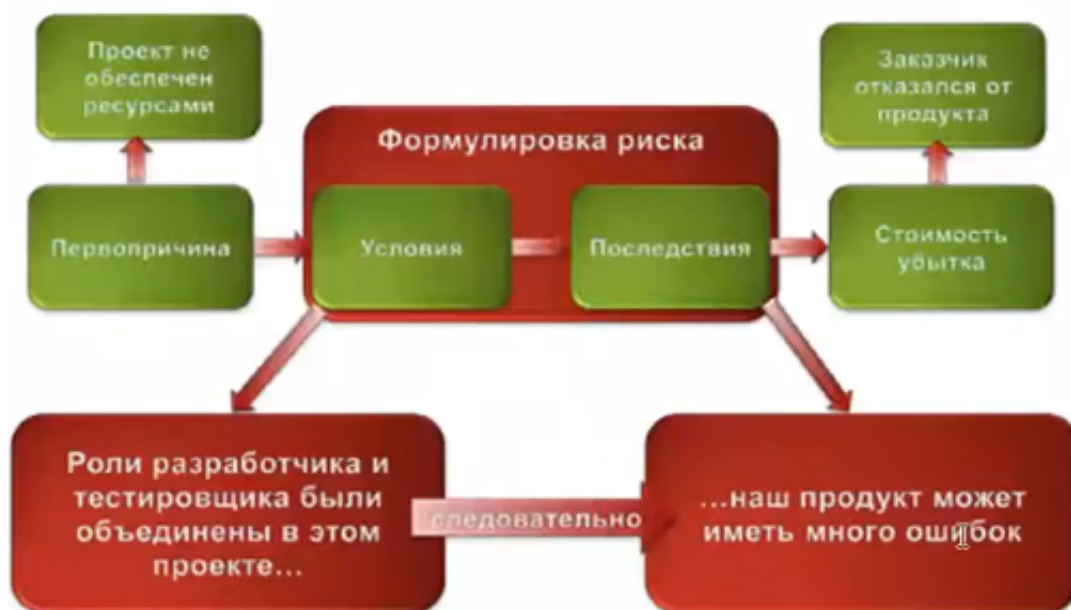 Проект не
обеспечен
ресурсами
Заказчик
отказался от
продукта
Формулировка риска
Первопричина
Условия
Последствия
Стоимость
убытка
Роли разработчика и
тестировщика были
объединены в этом
проекте...
следовательно
...наш продукт может
иметь много ошибок